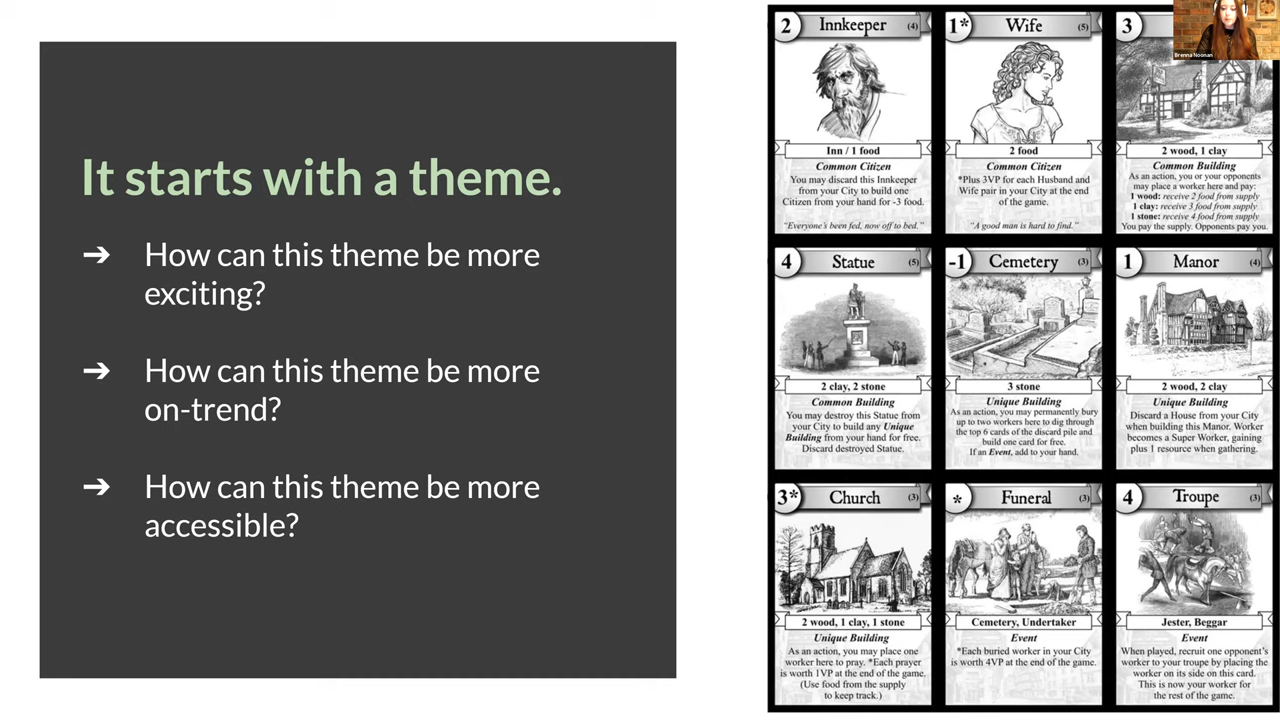 It starts with a theme.
➔ How can this theme be more
exciting?
➔ How can this theme be more
on-trend?
➔ How can this theme be more
accessible?
2 Innkeeper (4)
Inn / 1 food
Common Citizen
You may discard this Innkeeper
from your City to build one
Citizen from your hand for -3 food.
"Everyone's been fed, now off to bed."
1* Wife (5)
2 food
Common Citizen
*Plus 3VP for each Husband and
Wife pair in your City at the end
of the game.
"A good man is hard to find."
3
Brenna Noonan
2 wood, 1 clay
Common Building
As an action, you or your opponents
may place a worker here and pay:
1 wood: receive 2 food from supply
1 clay: receive 3 food from supply
1 stone: receive 4 food from supply
You pay the supply. Opponents pay you.
4 Statue (5)
2 clay, 2 stone
Common Building
You may destroy this Statue from
your City to build any Unique
Building from your hand for free.
Discard destroyed Statue.
-1 Cemetery (3)
3 stone
Unique Building
As an action, you may permanently bury
up to two workers here to dig through
the top 6 cards of the discard pile and
build one card for free.
If an Event, add to your hand.
1 Manor (4)
2 wood, 2 clay
Unique Building
Discard a House from your City
when building this Manor. Worker
becomes a Super Worker, gaining
plus 1 resource when gathering.
3* Church (3)
2 wood, 1 clay, 1 stone
Unique Building
As an action, you may place one
worker here to pray. *Each prayer
is worth 1VP at the end of the game.
(Use food from the supply
to keep track.)
* Funeral (3)
Cemetery, Undertaker
Event
*Each buried worker in your City
is worth 4VP at the end of the game.
4 Troupe (3)
Jester, Beggar
Event
When played, recruit one opponent's
worker to your troupe by placing the
worker on its side on this card.
This is now your worker for
the rest of the game.